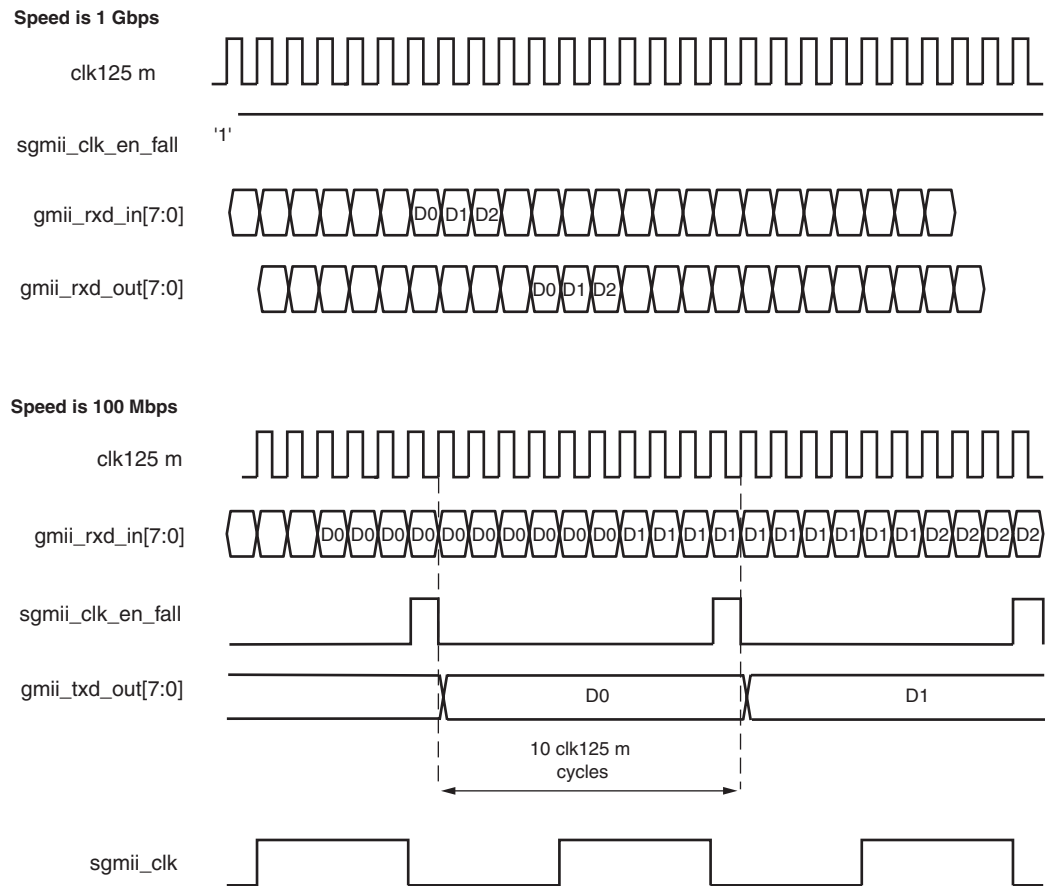 Speed is 1 Gbps
clk125 m
'1'
sgmii_clk_en_fall
gmii_rxd_in[7:0]
D0 D1 D2
gmii_rxd_out[7:0]
D0 D1 D2
Speed is 100 Mbps
clk125 m
gmii_rxd_in[7:0]
D0 D0 D0 D0 D0 D0 D0 D0 D0 D0 D1 D1 D1 D1 D1 D1 D1 D1 D1 D1 D2 D2 D2 D2
sgmii_clk_en_fall
gmii_txd_out[7:0]
D0 D1
10 clk125 m
cycles
sgmii_clk